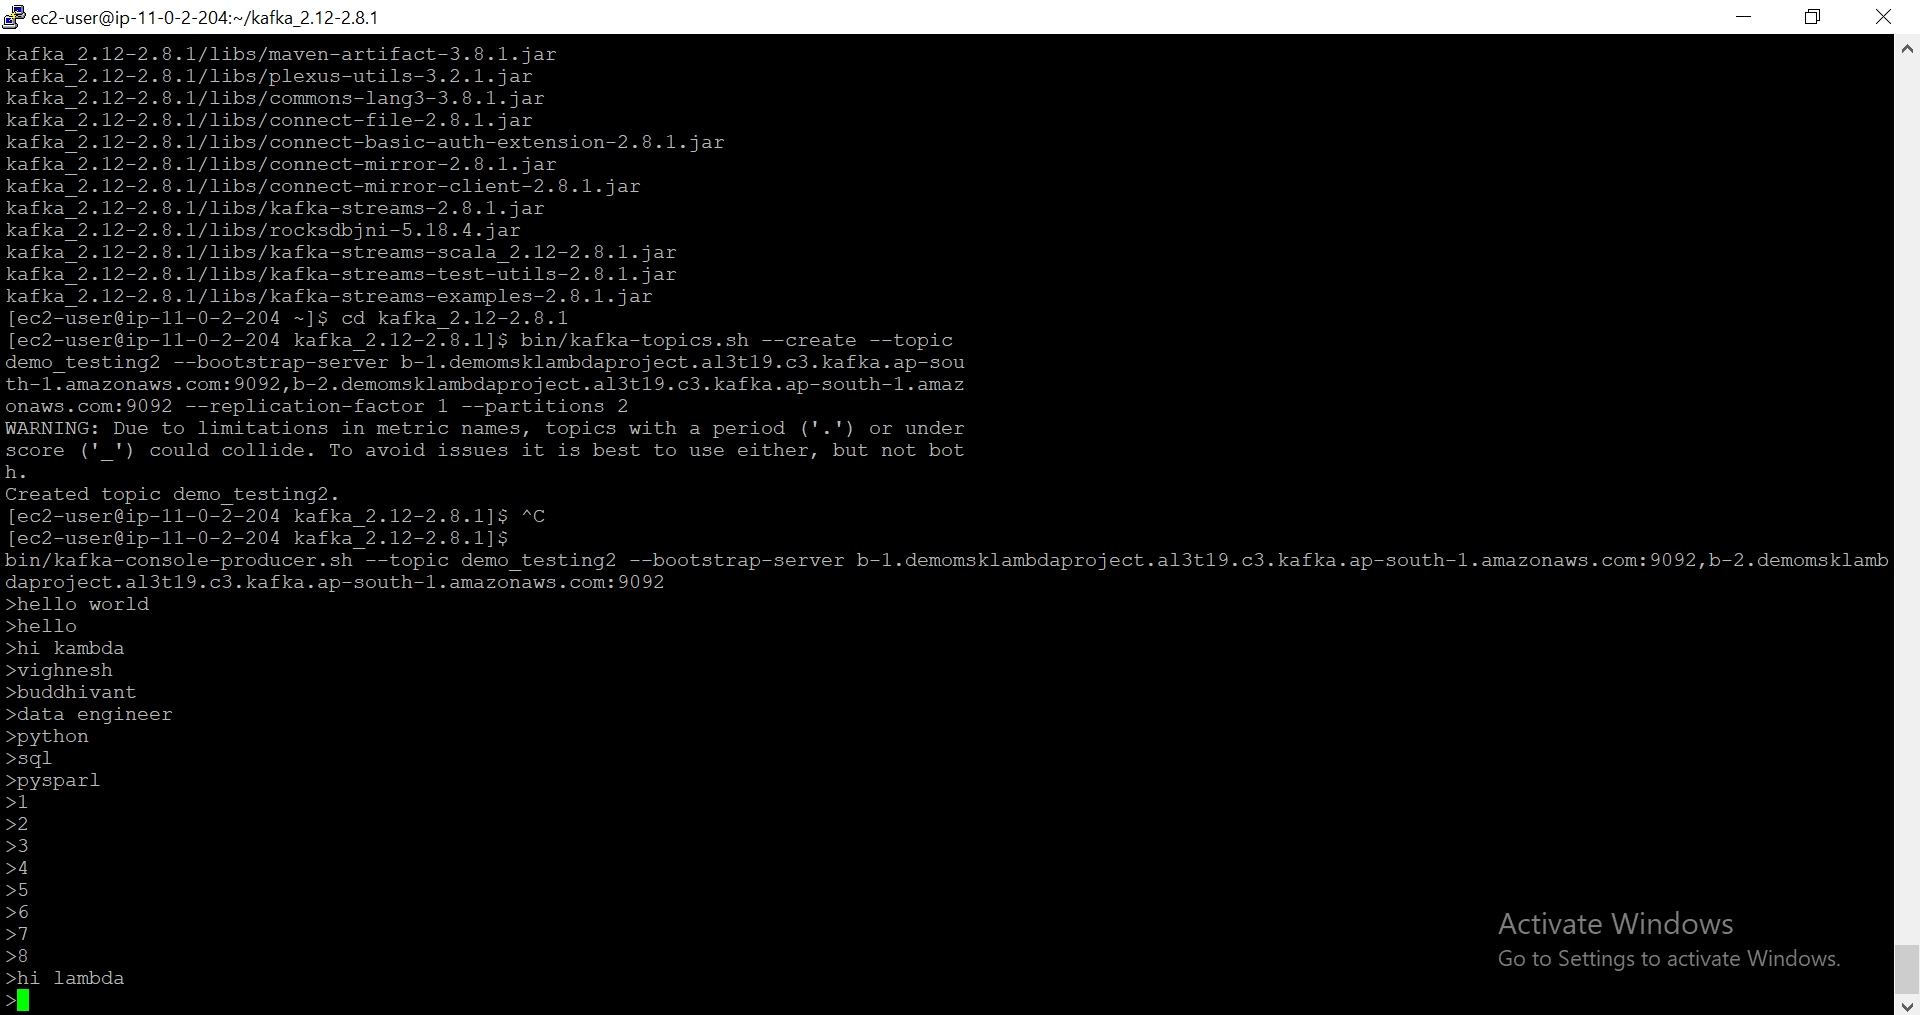 ec2-user@ip-11-0-2-204:~/kafka_2.12-2.8.1
kafka_2.12-2.8.1/libs/maven-artifact-3.8.1.jar
kafka_2.12-2.8.1/libs/plexus-utils-3.2.1.jar
kafka_2.12-2.8.1/libs/commons-lang3-3.8.1.jar
kafka_2.12-2.8.1/libs/connect-file-2.8.1.jar
kafka_2.12-2.8.1/libs/connect-basic-auth-extension-2.8.1.jar
kafka_2.12-2.8.1/libs/connect-mirror-2.8.1.jar
kafka_2.12-2.8.1/libs/connect-mirror-client-2.8.1.jar
kafka_2.12-2.8.1/libs/kafka-streams-2.8.1.jar
kafka_2.12-2.8.1/libs/rocksdbjni-5.18.4.jar
kafka_2.12-2.8.1/libs/kafka-streams-scala_2.12-2.8.1.jar
kafka_2.12-2.8.1/libs/kafka-streams-test-utils-2.8.1.jar
kafka_2.12-2.8.1/libs/kafka-streams-examples-2.8.1.jar
[ec2-user@ip-11-0-2-204 ~]$ cd kafka_2.12-2.8.1
[ec2-user@ip-11-0-2-204 kafka_2.12-2.8.1]$ bin/kafka-topics.sh --create --topic
demo_testing2 --bootstrap-server b-1.demomsklambdaproject.al3t19.c3.kafka.ap-sou
th-1.amazonaws.com:9092,b-2.demomsklambdaproject.al3t19.c3.kafka.ap-south-1.amaz
onaws.com:9092 --replication-factor 1 --partitions 2
WARNING: Due to limitations in metric names, topics with a period ('.') or under
score ('_') could collide. To avoid issues it is best to use either, but not bot
h.
Created topic demo_testing2.
[ec2-user@ip-11-0-2-204 kafka_2.12-2.8.1]$ ^C
[ec2-user@ip-11-0-2-204 kafka_2.12-2.8.1]$
bin/kafka-console-producer.sh --topic demo_testing2 --bootstrap-server b-1.demomsklambdaproject.al3t19.c3.kafka.ap-south-1.amazonaws.com:9092,b-2.demomsklamb
daproject.al3t19.c3.kafka.ap-south-1.amazonaws.com:9092
>hello world
>hello
>hi kambda
>vighnesh
>buddhivant
>data engineer
>python
>sql
>pysparl
>1
>2
>3
>4
>5
>6
>7
>8
>hi lambda
>
Activate Windows
Go to Settings to activate Windows.